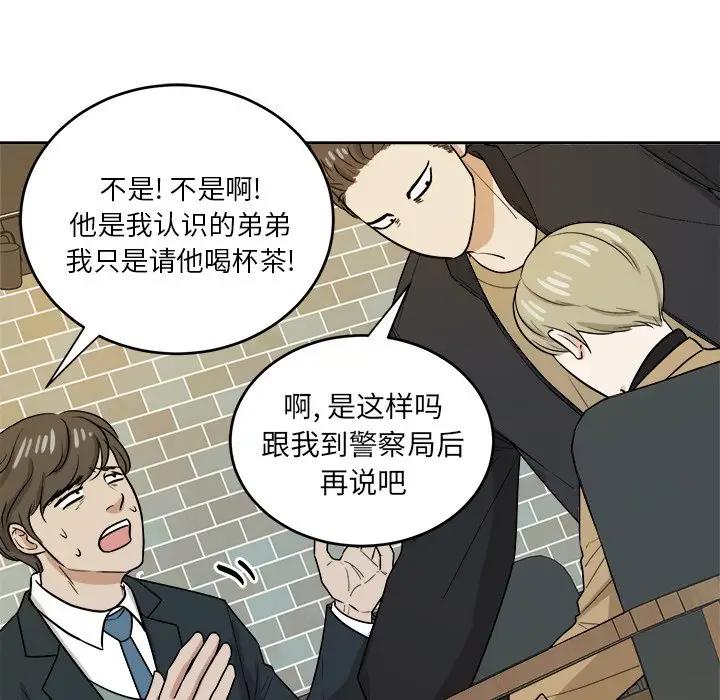 不是! 不是啊!
他是我认识的弟弟
我只是请他喝杯茶!
啊, 是这样吗
跟我到警察局后
再说吧